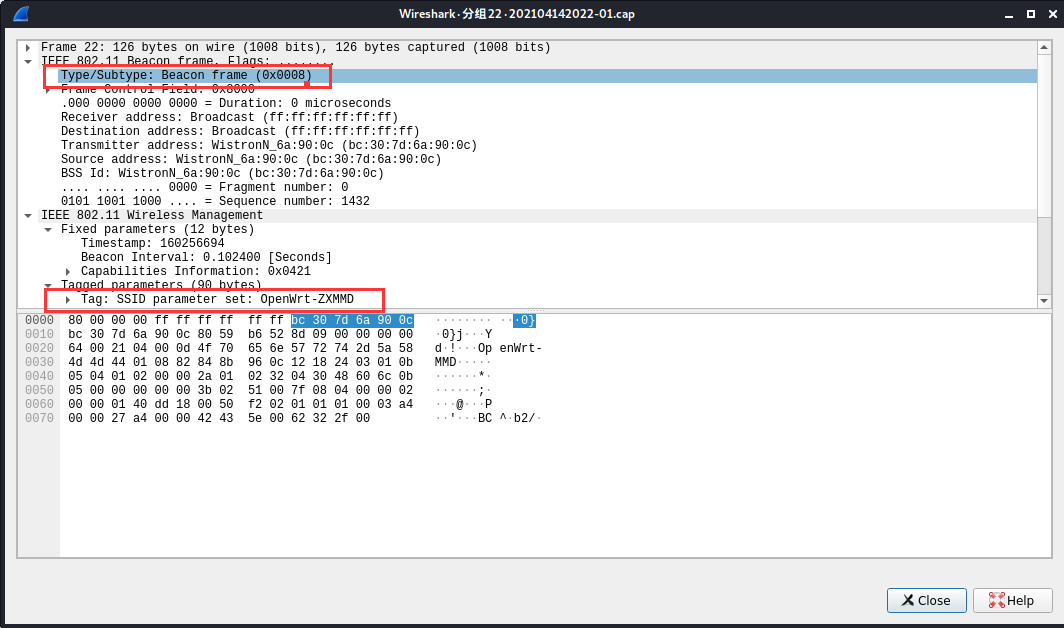 Wireshark·分组22·202104142022-01.cap
Frame 22: 126 bytes on wire (1008 bits), 126 bytes captured (1008 bits)
IEEE 802.11 Beacon frame, Flags: ........
Type/Subtype: Beacon frame (0x0008)
Frame Control Field: 0x8000
.000 0000 0000 0000 = Duration: 0 microseconds
Receiver address: Broadcast (ff:ff:ff:ff:ff:ff)
Destination address: Broadcast (ff:ff:ff:ff:ff:ff)
Transmitter address: WistronN_6a:90:0c (bc:30:7d:6a:90:0c)
Source address: WistronN_6a:90:0c (bc:30:7d:6a:90:0c)
BSS Id: WistronN_6a:90:0c (bc:30:7d:6a:90:0c)
.... .... .... 0000 = Fragment number: 0
0101 1001 1000 .... = Sequence number: 1432
IEEE 802.11 Wireless Management
Fixed parameters (12 bytes)
Timestamp: 160256694
Beacon Interval: 0.102400 [Seconds]
Capabilities Information: 0x0421
Tagged parameters (90 bytes)
Tag: SSID parameter set: OpenWrt-ZXMMD
0000 80 00 00 00 ff ff ff ff ff ff bc 30 7d 6a 90 0c ········ ···0}
0010 bc 30 7d 6a 90 0c 80 59 b6 52 8d 09 00 00 00 00 ·0}j···Y
0020 64 00 21 04 00 0d 4f 70 65 6e 57 72 74 2d 5a 58 d·!···Op enWrt-
0030 4d 4d 44 01 08 82 84 8b 96 0c 12 18 24 03 01 0b MMD·····
0040 05 04 01 02 00 00 2a 01 02 32 04 30 48 60 6c 0b ······*·
0050 05 00 00 00 00 00 3b 02 51 00 7f 08 04 00 00 02 ······;·
0060 00 00 01 40 dd 18 00 50 f2 02 01 01 01 00 03 a4 ···@···P
0070 00 00 27 a4 00 00 42 43 5e 00 62 32 2f 00 ··'···BC ^·b2/·
Close
Help